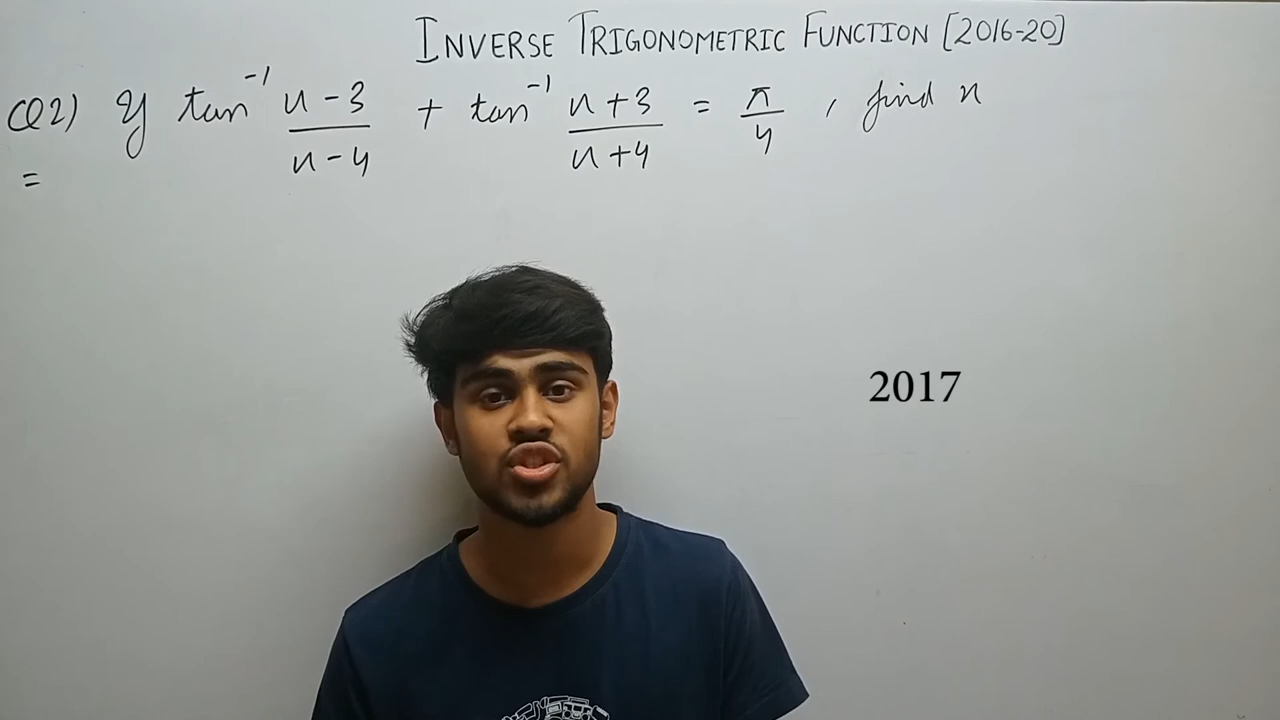 INVERSE TRIGONOMETRIC FUNCTION [2016-20]
Q2) If tan⁻¹ x-3/x-4 + tan⁻¹ x+3/x+4 = π/4 , find x
=
2017